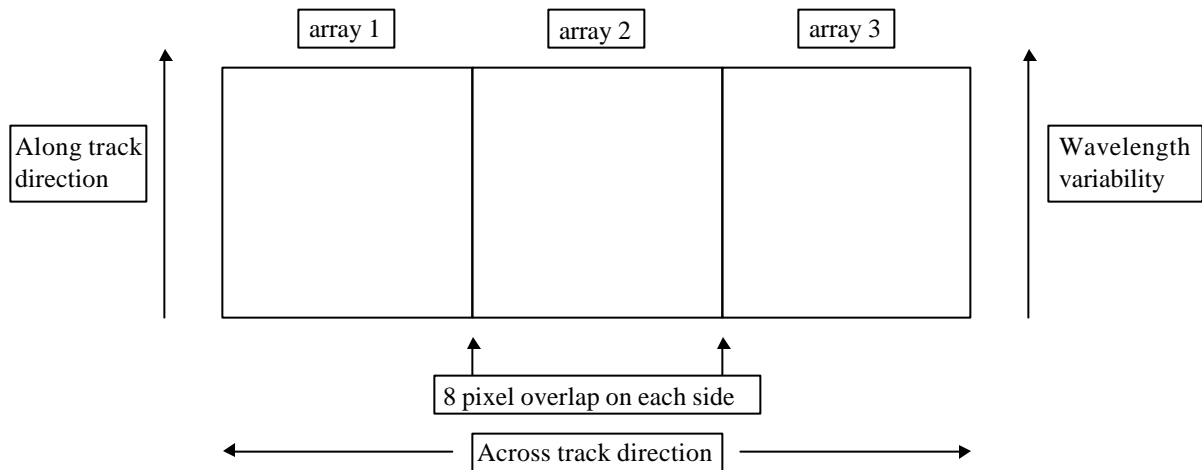 array 1
array 2
array 3
Along track
direction
Wavelength
variability
8 pixel overlap on each side
Across track direction